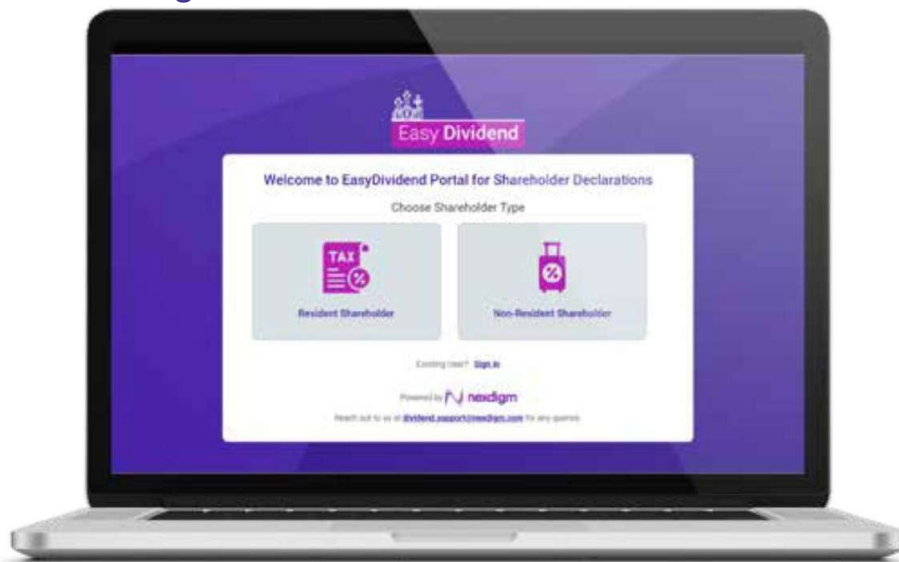 Easy Dividend
Welcome to EasyDividend Portal for Shareholder Declarations
Choose Shareholder Type
TAX
%
%
Resident Shareholder
Non-Resident Shareholder
Existing User? Sign In
Powered by nexdigm
Reach out to us at dividend.support@nexdigm.com for any queries